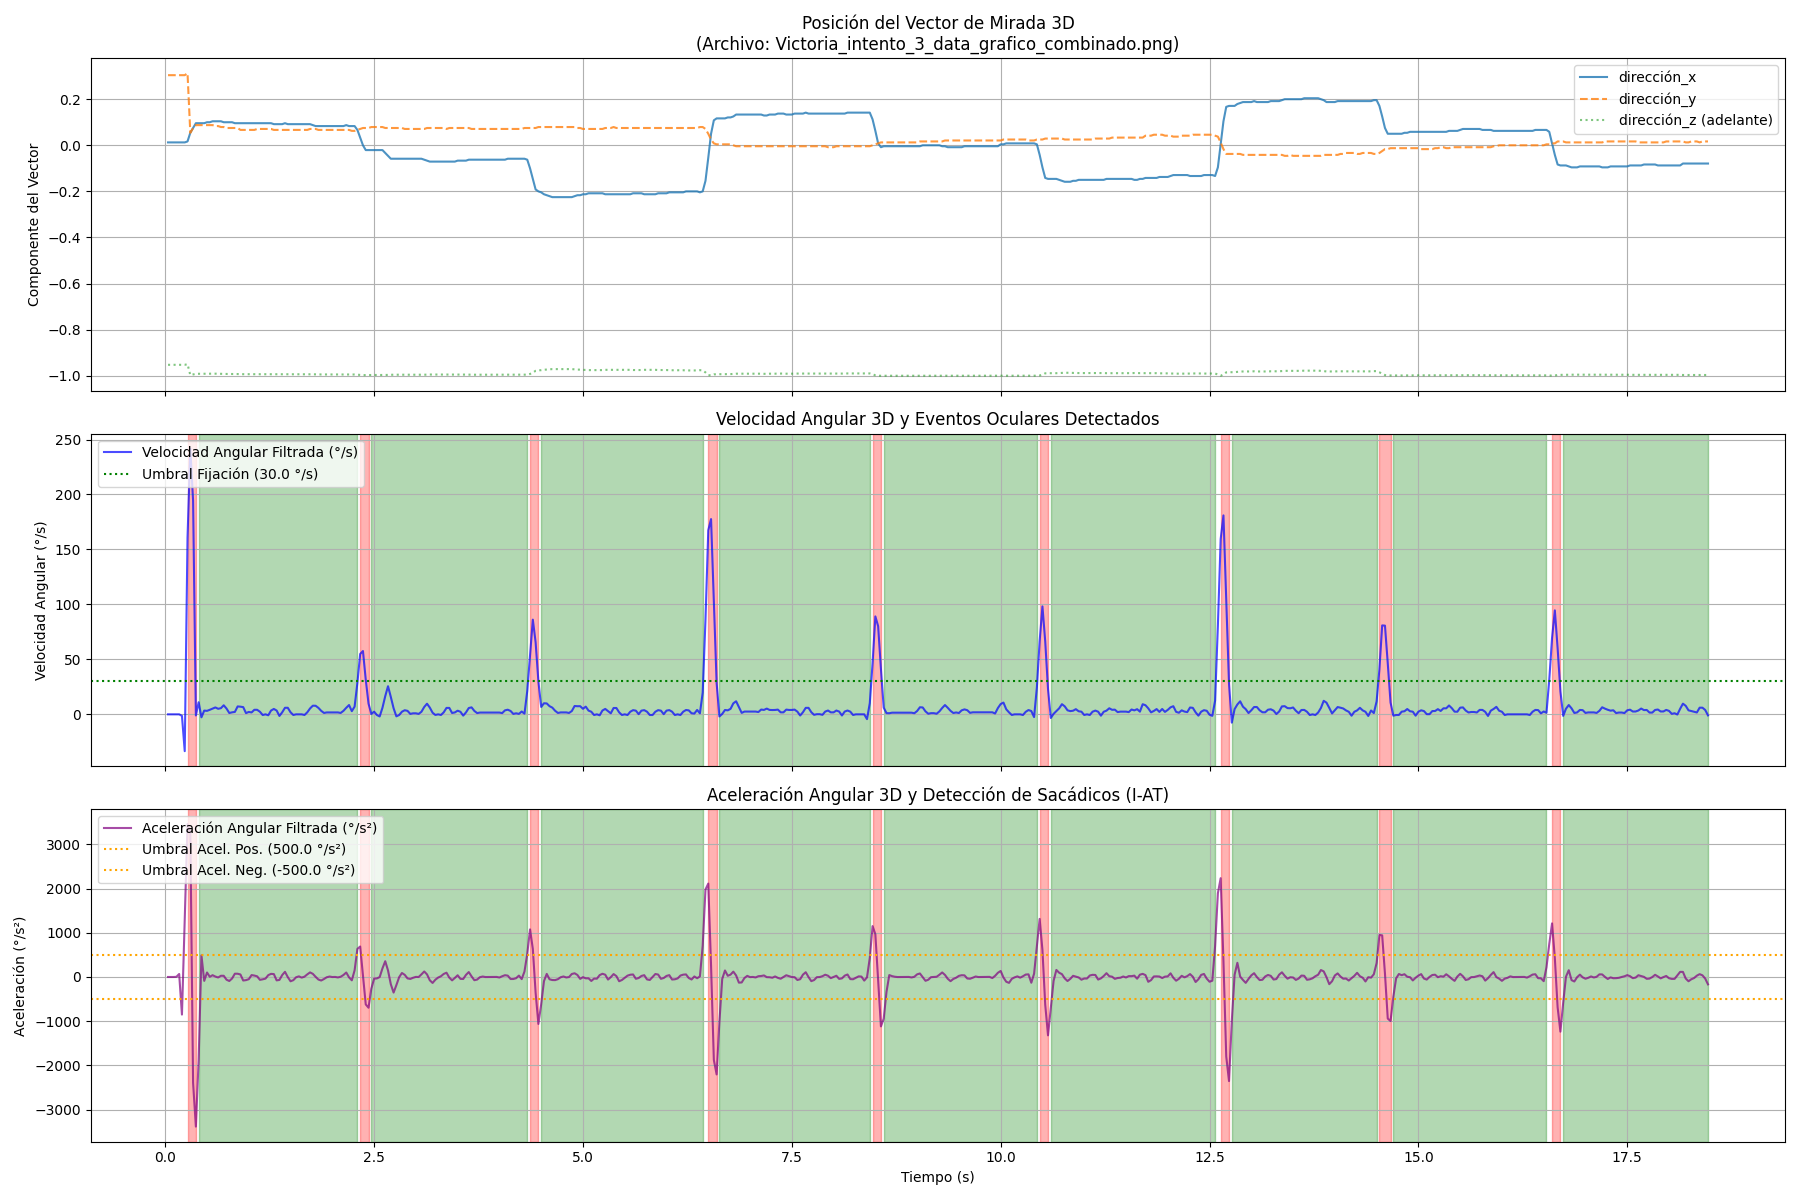 Posición del Vector de Mirada 3D
(Archivo: Victoria_intento_3_data_grafico_combinado.png)
Componente del Vector
0.2
0.0
−0.2
−0.4
−0.6
−0.8
−1.0
dirección_x
dirección_y
dirección_z (adelante)
Velocidad Angular 3D y Eventos Oculares Detectados
Velocidad Angular (°/s)
250
200
150
100
50
0
Velocidad Angular Filtrada (°/s)
Umbral Fijación (30.0 °/s)
Aceleración Angular 3D y Detección de Sacádicos (I-AT)
Aceleración (°/s²)
3000
2000
1000
0
−1000
−2000
−3000
Aceleración Angular Filtrada (°/s²)
Umbral Acel. Pos. (500.0 °/s²)
Umbral Acel. Neg. (-500.0 °/s²)
0.0 2.5 5.0 7.5 10.0 12.5 15.0 17.5
Tiempo (s)